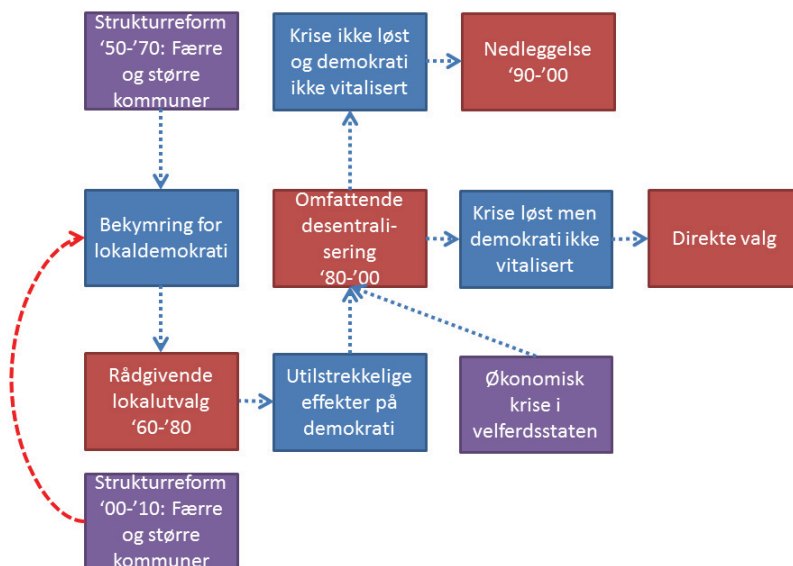 Strukturreform
‘50-’70: Færre
og større
kommuner
Krise ikke løst
og demokrati
ikke vitalisert
Nedleggelse
‘90-’00
Bekymring for
lokaldemokrati
Omfattende
desentrali-
sering
‘80-’00
Krise løst men
demokrati ikke
vitalisert
Direkte valg
Rådgivende
lokalutvalg
‘60-’80
Utilstrekkelige
effekter på
demokrati
Økonomisk
krise i
velferdsstaten
Strukturreform
‘00-’10: Færre
og større
kommuner